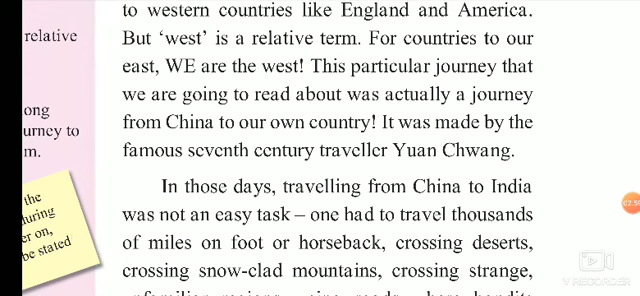 to western countries like England and America.
But ‘west’ is a relative term. For countries to our
east, WE are the west! This particular journey that
we are going to read about was actually a journey
from China to our own country! It was made by the
famous seventh century traveller Yuan Chwang.
In those days, travelling from China to India
was not an easy task – one had to travel thousands
of miles on foot or horseback, crossing deserts,
crossing snow-clad mountains, crossing strange,
relative
ong
urney to
m.
the
during
er on,
be stated
02:50
V RECORDER